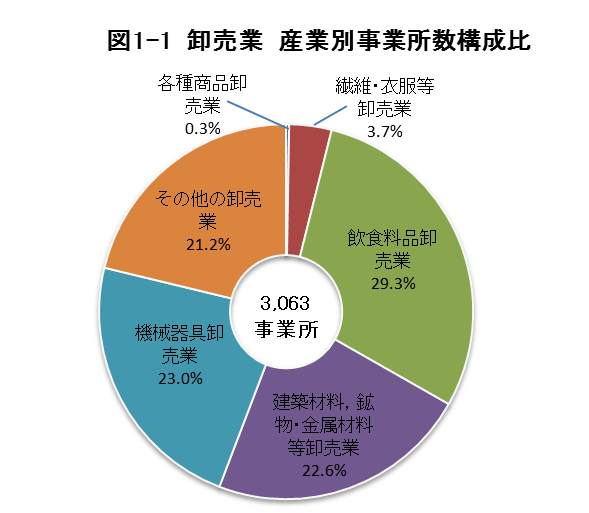 図1-1 卸売業 産業別事業所数構成比
各種商品卸
売業
0.3%
繊維・衣服等
卸売業
3.7%
飲食料品卸
売業
29.3%
建築材料，鉱
物・金属材料
等卸売業
22.6%
機械器具卸
売業
23.0%
その他の卸売
業
21.2%
3,063
事業所